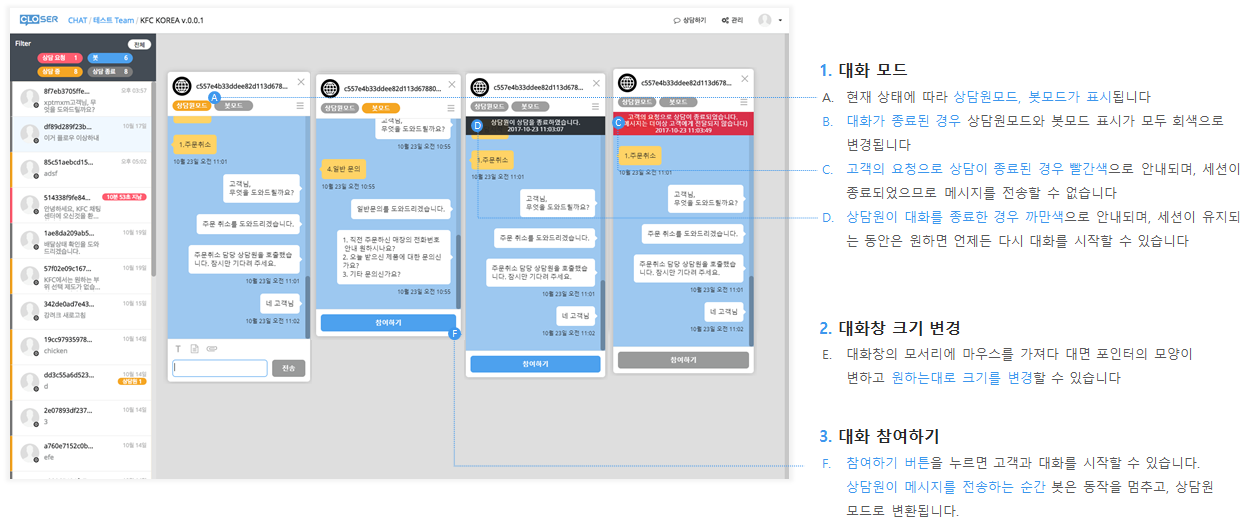 CLOSER CHAT / 테스트 Team / KFC KOREA v.0.0.1
상담하기 관리
Filter 전체
상담 요청 1 봇 6
상담 중 8 상담 종료 8
8f7eb3705ffe... 오후 03:57
xptmxm고객님, 무
엇을 도와드릴까요?
df89d289f23b... 10월 17일
이거 플로우 이상하내
85c51aebcd15... 오후 05:02
adsf
514338f9fe84... 10분 53초 지남
안녕하세요, KFC 채팅
센터에 오신것을 환...
1ae8da209ab5... 10월 19일
배달상태 확인을 도와
드리겠습니다.
57f02e09c167... 10월 19일
KFC에서는 원하는 부
위 선택 제도가 없습...
342de0ad7e43... 10월 15일
강려크 새로고침
19cc97935978... 10월 14일
chicken
dd3c55a6d523... 10월 14일
d 상담원 1
2e07893df237... 10월 14일
3
a760e7152c0b... 10월 14일
efe
c557e4b33ddee82d113d678...
상담원모드 A 봇모드
1.주문취소
10월 23일 오전 11:01
고객님,
무엇을 도와드릴까요?
주문 취소를 도와드리겠습니다.
주문취소 담당 상담원을 호출했습
니다. 잠시만 기다려 주세요.
10월 23일 오전 11:01
네 고객님
10월 23일 오전 11:02
T
전송
c557e4b33ddee82d113d67880...
상담원모드 봇모드
고객님,
무엇을 도와드릴까요?
10월 23일 오전 10:55
4.일반 문의
10월 23일 오전 10:55
일반문의를 도와드리겠습니다.
1. 직전 주문하신 매장의 전화번호
안내 원하시나요?
2. 오늘 받으신 제품에 대한 문의신
가요?
3. 기타 문의신가요?
10월 23일 오전 10:55
참여하기
F
c557e4b33ddee82d113d678...
상담원모드 봇모드
D 상담원이 상담을 종료하였습니다.
2017-10-23 11:03:07
1.주문취소
10월 23일 오전 11:01
고객님,
무엇을 도와드릴까요?
주문 취소를 도와드리겠습니다.
주문취소 담당 상담원을 호출했습
니다. 잠시만 기다려 주세요.
10월 23일 오전 11:01
네 고객님
10월 23일 오전 11:02
참여하기
c557e4b33ddee82d113d678...
상담원모드 봇모드
C 고객의 요청으로 상담이 종료되었습니다.
메시지는 더이상 고객에게 전달되지 않습니다)
2017-10-23 11:03:49
1.주문취소
10월 23일 오전 11:01
고객님,
무엇을 도와드릴까요?
주문 취소를 도와드리겠습니다.
주문취소 담당 상담원을 호출했습
니다. 잠시만 기다려 주세요.
10월 23일 오전 11:01
네 고객님
10월 23일 오전 11:02
참여하기
1. 대화 모드
A. 현재 상태에 따라 상담원모드, 봇모드가 표시됩니다
B. 대화가 종료된 경우 상담원모드와 봇모드 표시가 모두 회색으로
변경됩니다
C. 고객의 요청으로 상담이 종료된 경우 빨간색으로 안내되며, 세션이
종료되었으므로 메시지를 전송할 수 없습니다
D. 상담원이 대화를 종료한 경우 까만색으로 안내되며, 세션이 유지되
는 동안은 원하면 언제든 다시 대화를 시작할 수 있습니다
2. 대화창 크기 변경
E. 대화창의 모서리에 마우스를 가져다 대면 포인터의 모양이
변하고 원하는대로 크기를 변경할 수 있습니다
3. 대화 참여하기
F. 참여하기 버튼을 누르면 고객과 대화를 시작할 수 있습니다.
상담원이 메시지를 전송하는 순간 봇은 동작을 멈추고, 상담원
모드로 변환됩니다.